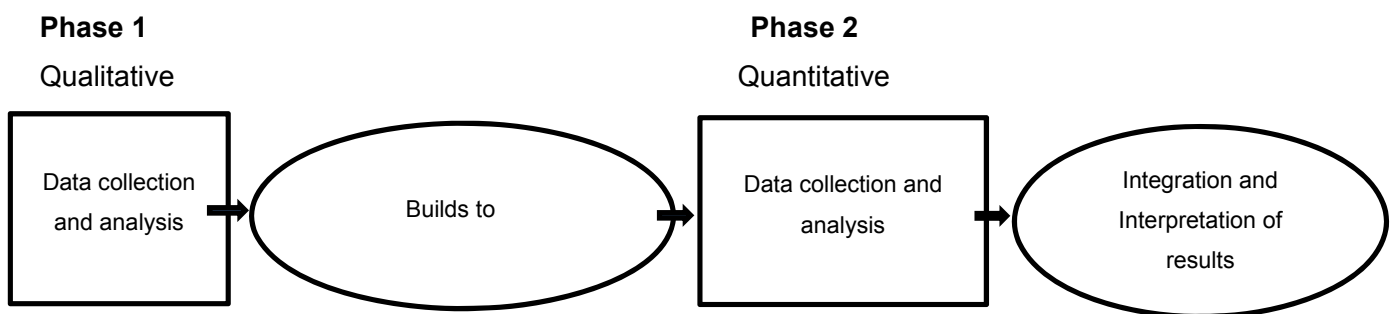 Phase 1
Qualitative
Data collection
and analysis
Builds to
Phase 2
Quantitative
Data collection and
analysis
Integration and
Interpretation of
results